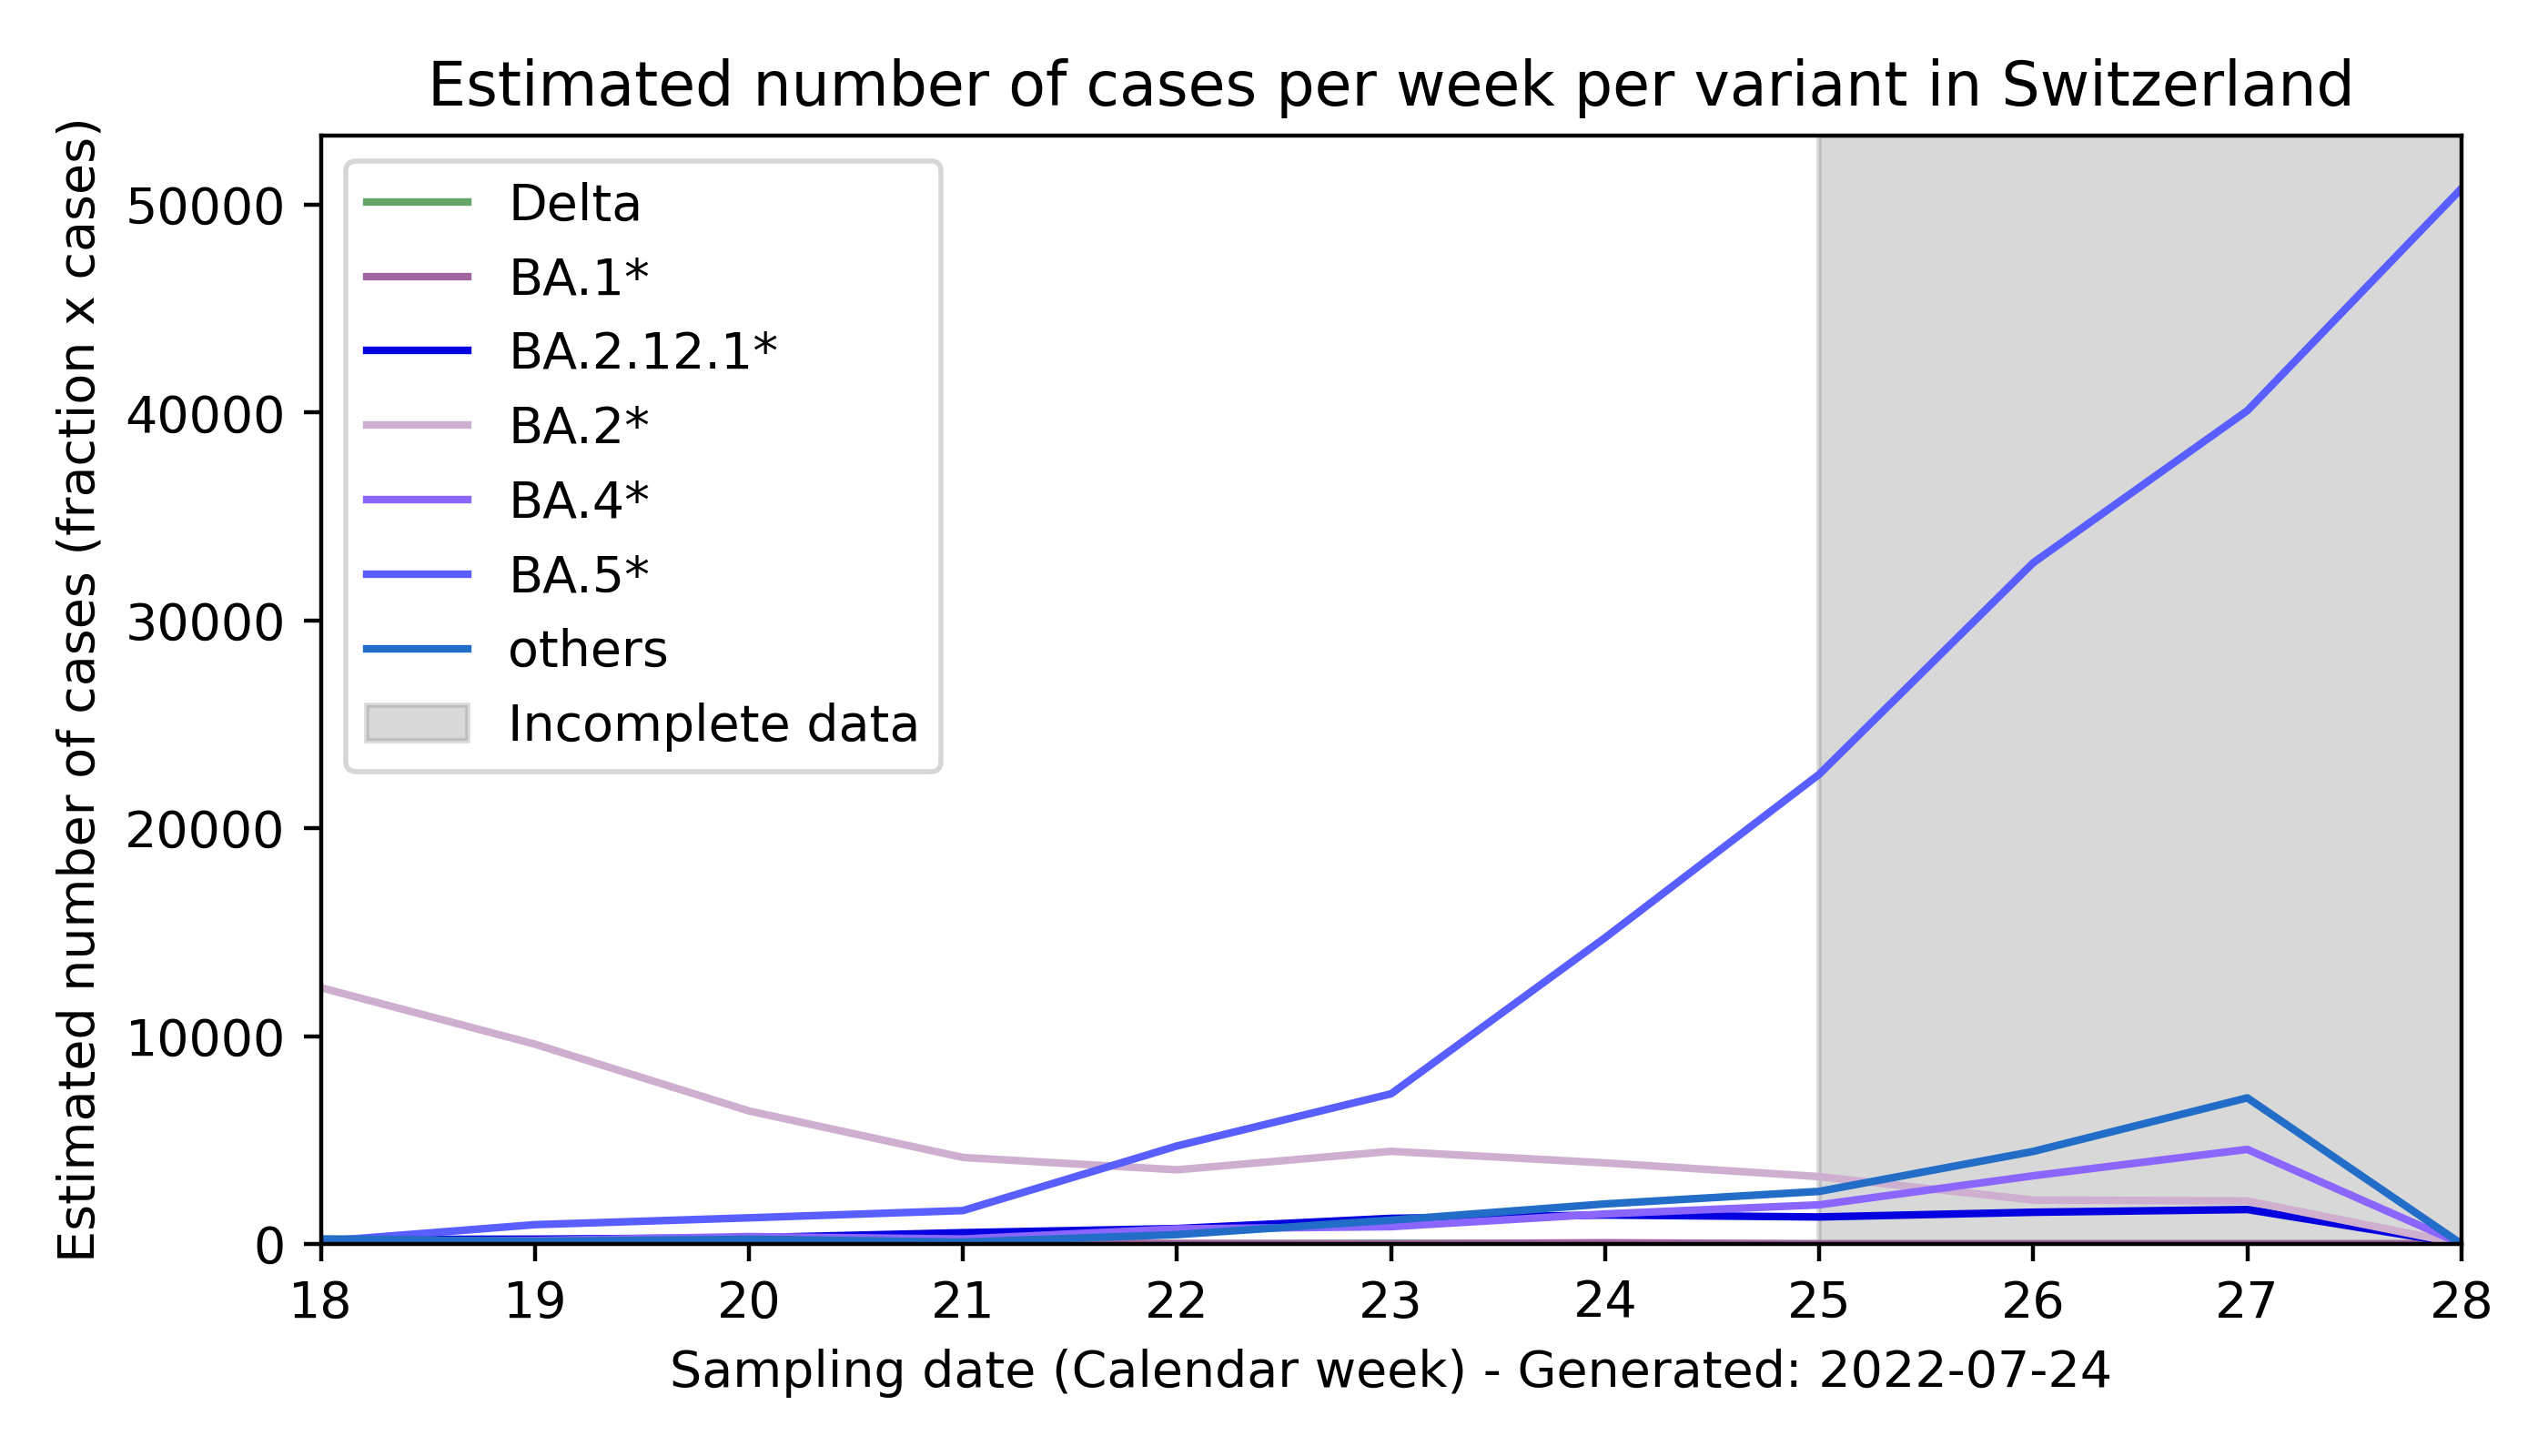 Estimated number of cases per week per variant in Switzerland
Estimated number of cases (fraction x cases)
50000
40000
30000
20000
10000
0
Delta
BA.1*
BA.2.12.1*
BA.2*
BA.4*
BA.5*
others
Incomplete data
18 19 20 21 22 23 24 25 26 27 28
Sampling date (Calendar week) - Generated: 2022-07-24